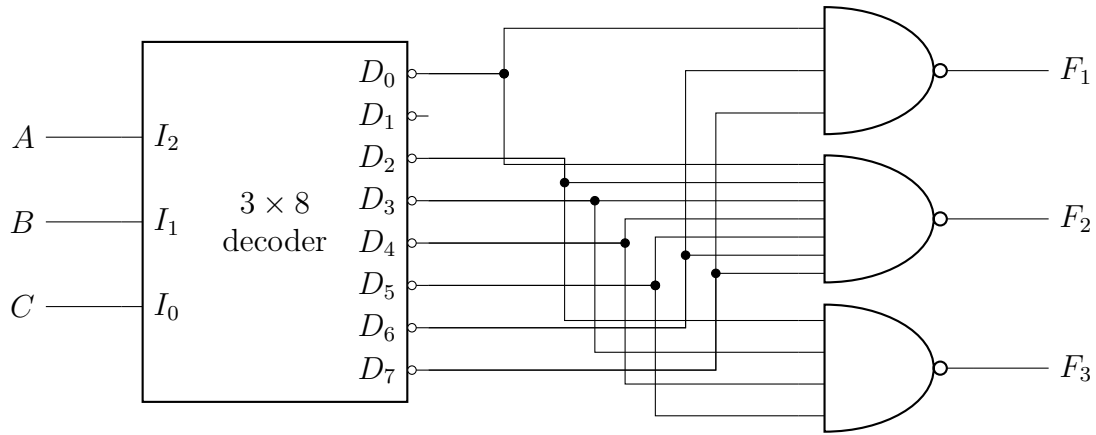 A
B
C
I₂
I₁
I₀
3 × 8
decoder
D₀
D₁
D₂
D₃
D₄
D₅
D₆
D₇
F₁
F₂
F₃